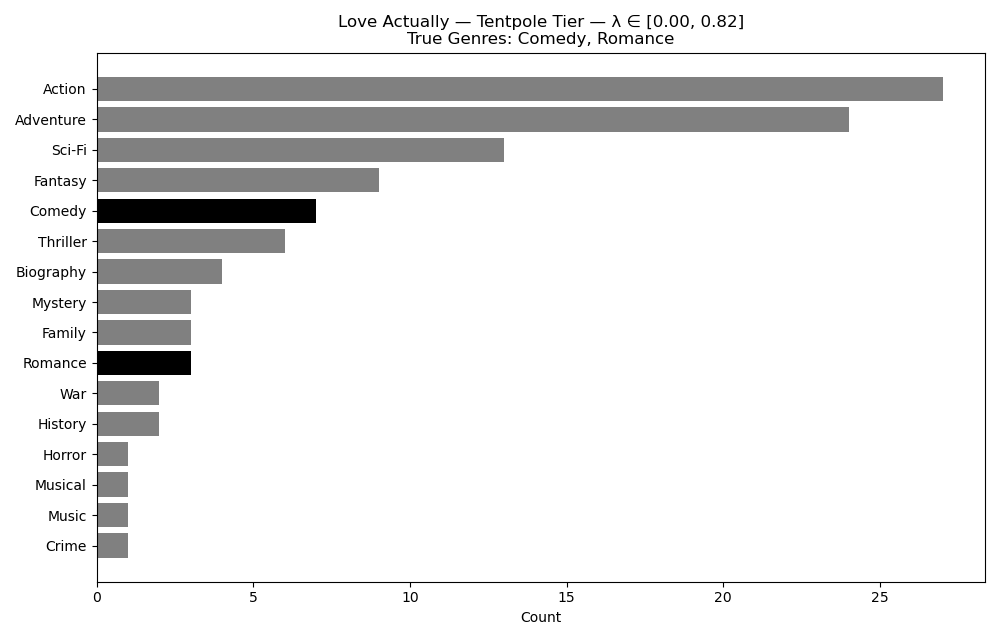 Love Actually — Tentpole Tier — λ ∈ [0.00, 0.82]
True Genres: Comedy, Romance
Action
Adventure
Sci-Fi
Fantasy
Comedy
Thriller
Biography
Mystery
Family
Romance
War
History
Horror
Musical
Music
Crime
0 5 10 15 20 25
Count